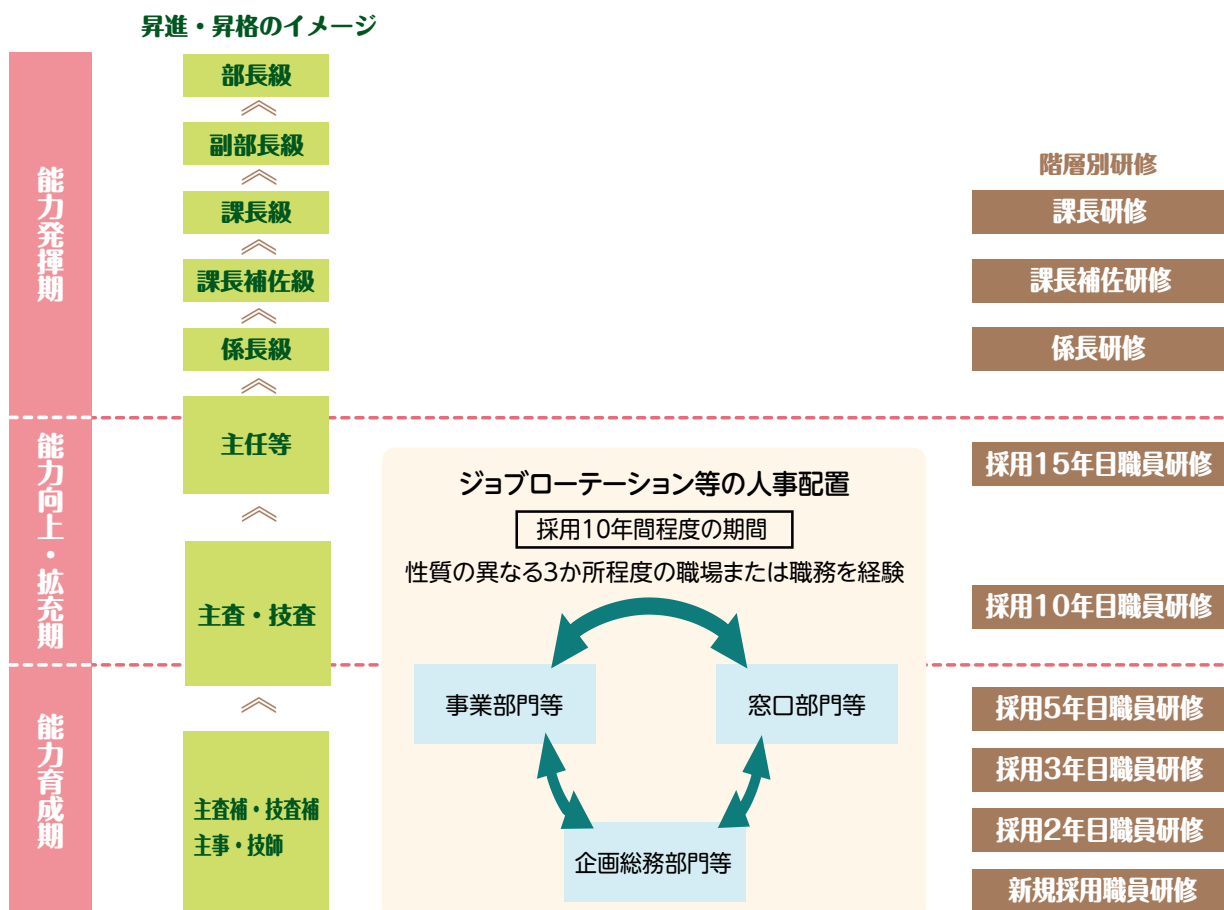 昇進・昇格のイメージ
能力発揮期
部長級
副部長級
課長級
課長補佐級
係長級
階層別研修
課長研修
課長補佐研修
係長研修
能力向上・拡充期
主任等
主査・技査
ジョブローテーション等の人事配置
採用10年間程度の期間
性質の異なる3か所程度の職場または職務を経験
事業部門等
窓口部門等
企画総務部門等
採用15年目職員研修
採用10年目職員研修
能力育成期
主査補・技査補
主事・技師
採用5年目職員研修
採用3年目職員研修
採用2年目職員研修
新規採用職員研修